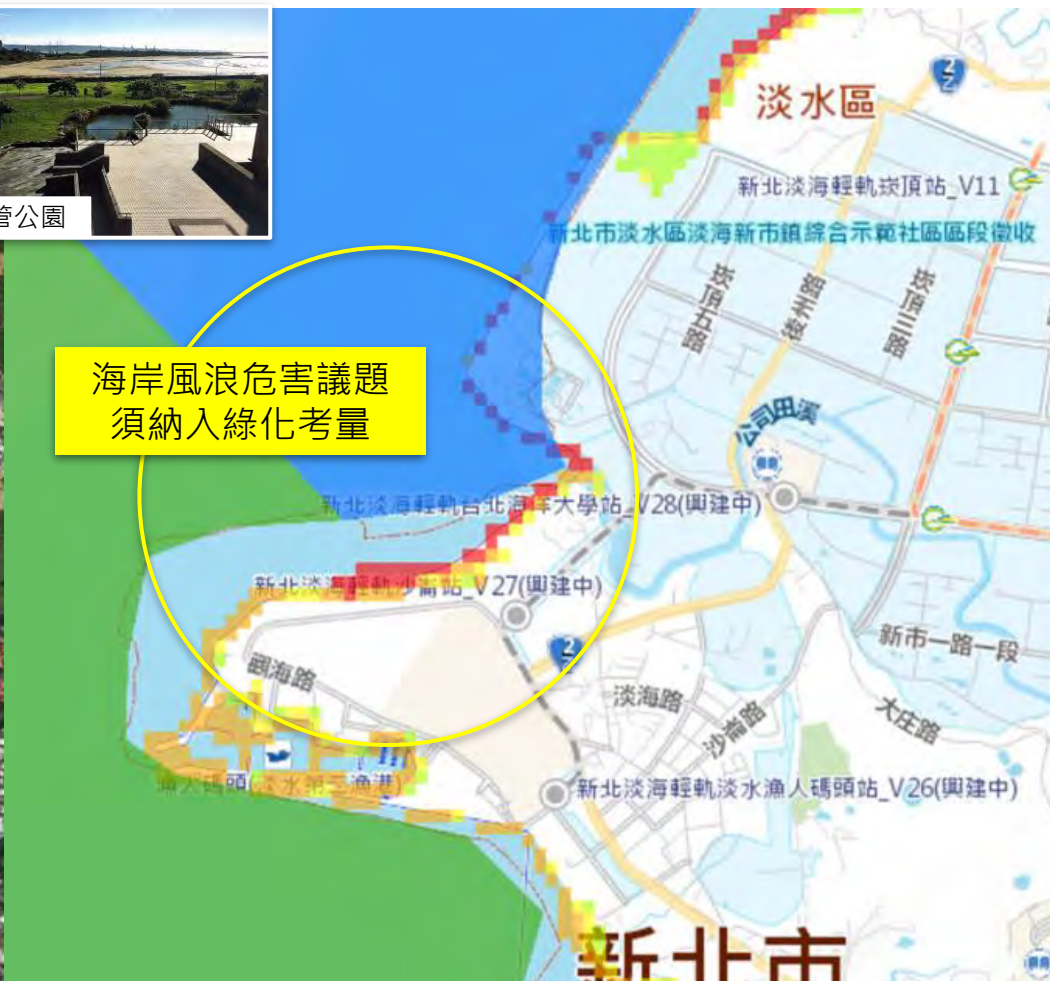 管公園
淡水區
2
乙
新北淡海輕軌崁頂站_V11
新北市淡水區淡海新市鎮綜合示範社區區段徵收
崁頂五路
崁頂三路
海岸風浪危害議題
須納入綠化考量
公司田溪
新北淡海輕軌台北海洋大學站_V28(興建中)
新北淡海輕軌沙崙站_V27(興建中)
2
新市一路一段
觀海路
淡海路
沙崙路
大庄路
漁人碼頭(淡水第二漁港)
新北淡海輕軌淡水漁人碼頭站_V26(興建中)
新北市